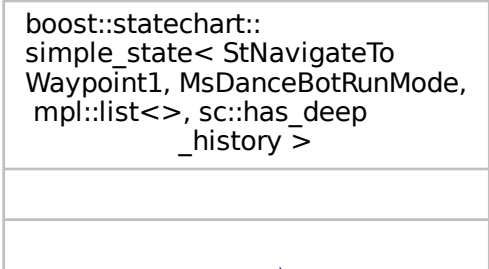 boost::statechart::
simple_state< StNavigateTo
Waypoint1, MsDanceBotRunMode,
mpl::list<>, sc::has_deep
_history >